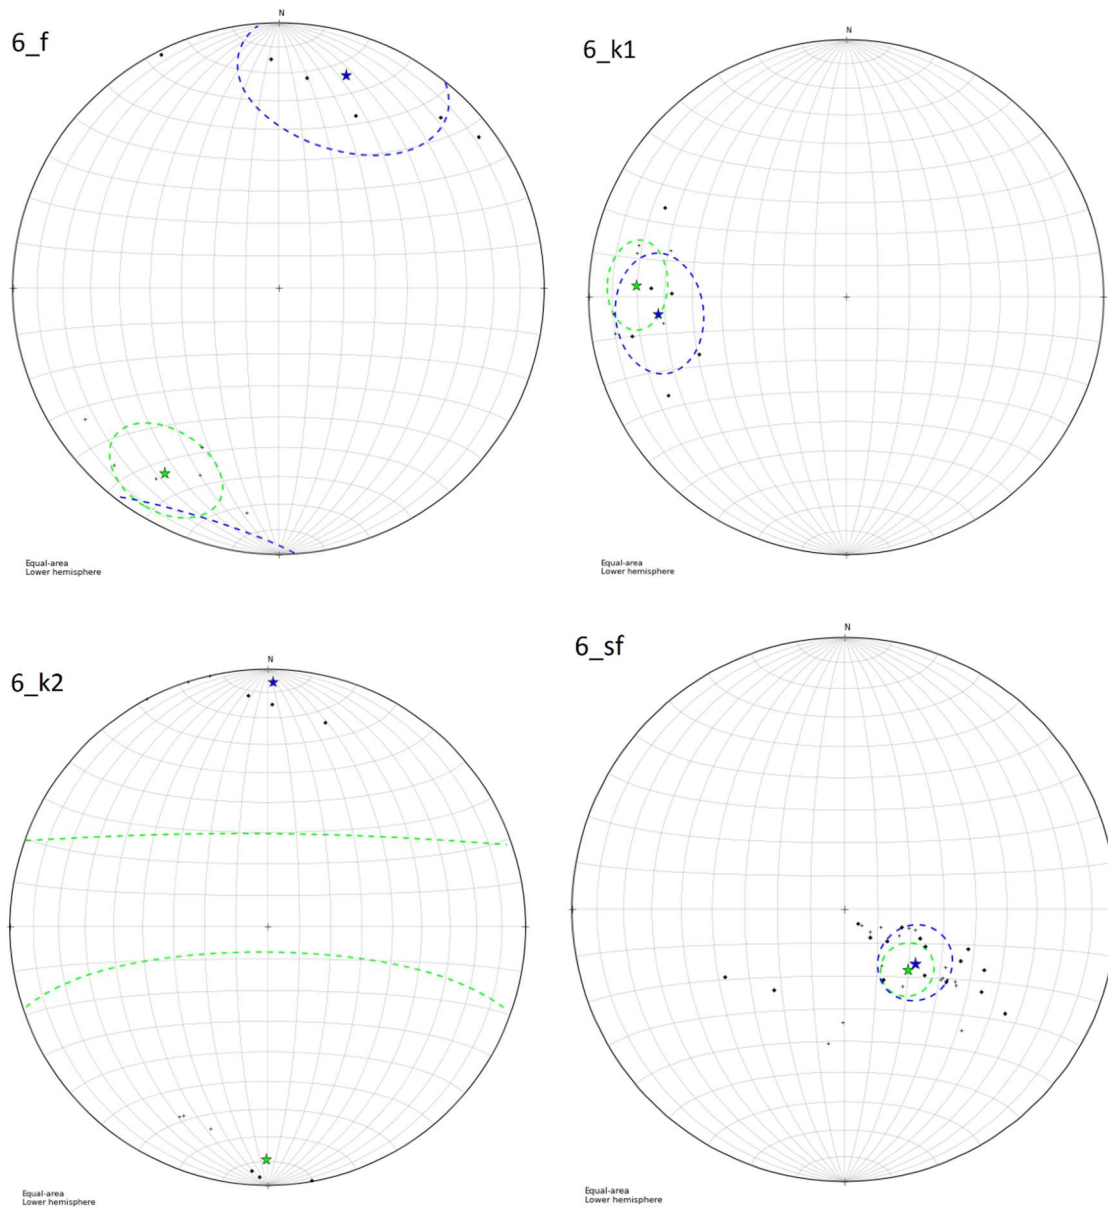 6_f
N
Equal-area
Lower hemisphere
6_k1
N
Equal-area
Lower hemisphere
6_k2
N
Equal-area
Lower hemisphere
6_sf
N
Equal-area
Lower hemisphere